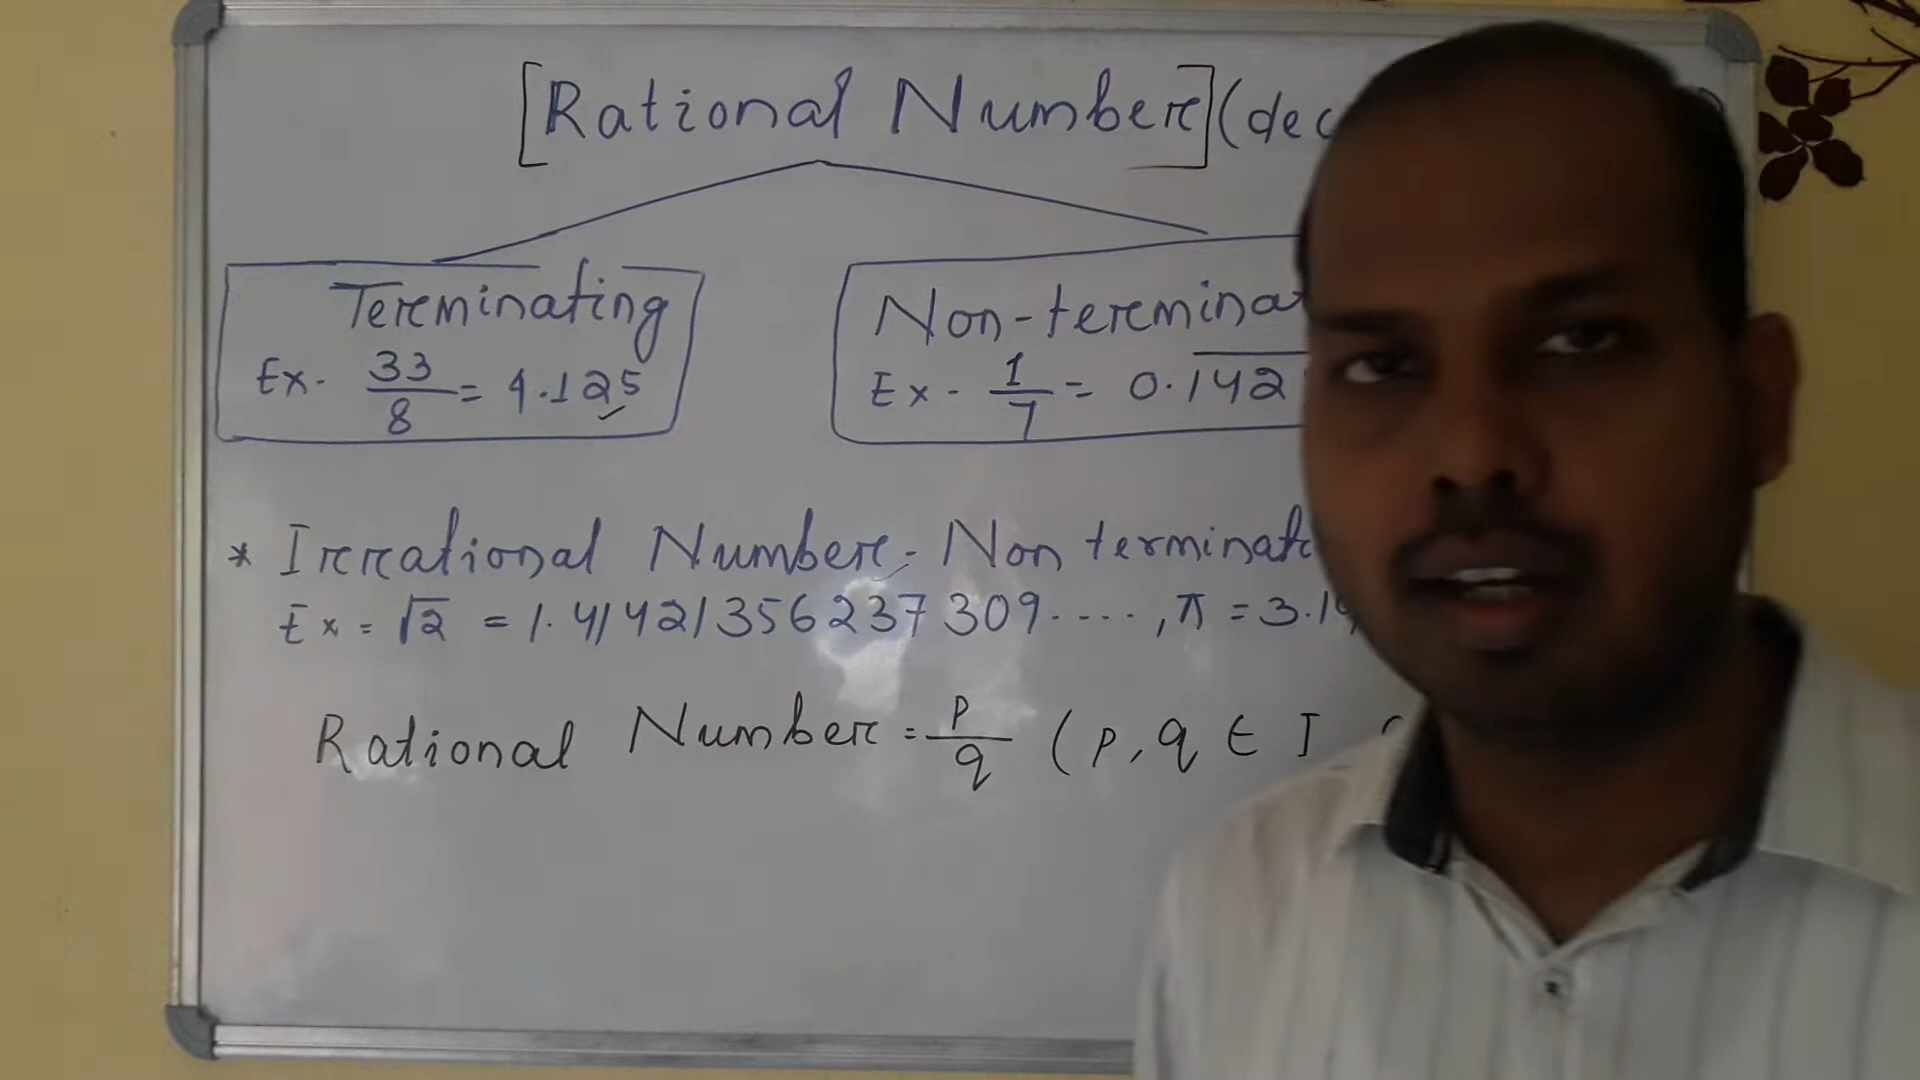 [Rational Number] (dec
Terminating
Ex- 33/8 = 4.125
Non-terminat
Ex- 1/7 = 0.142
* Irrational Number - Non terminat
Ex = √2 = 1.41421356237309....., π = 3.14
Rational Number = p/q (p, q ∈ I